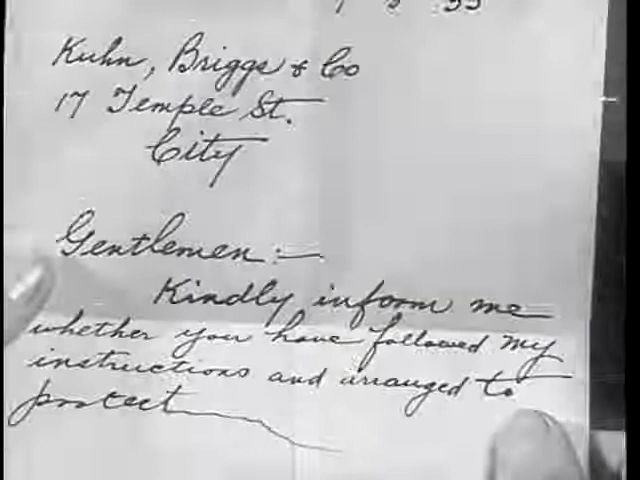 Kuhn, Briggs & Co
17 Temple St.
City
Gentlemen:—
Kindly inform me
whether you have followed my
instructions and arranged to
protect